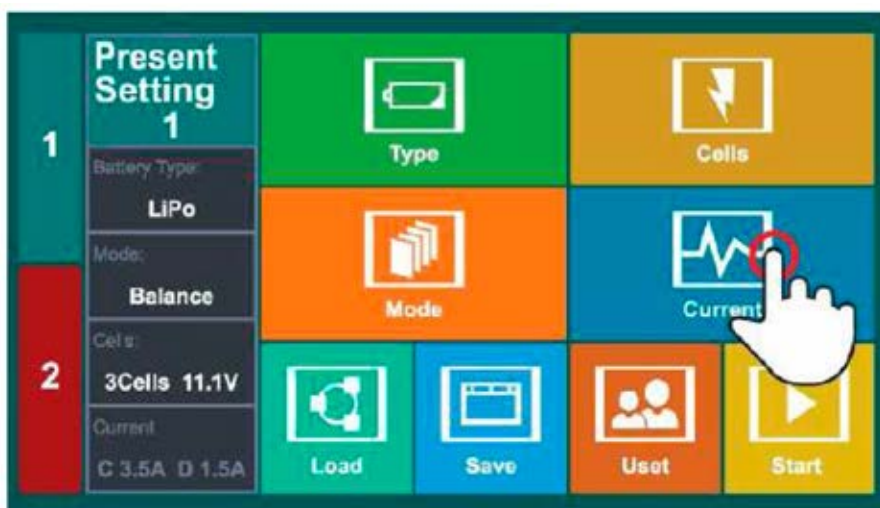 1
2
Present
Setting
1
Battery Type:
LiPo
Mode:
Balance
Cells:
3Cells 11.1V
Current
C 3.5A D 1.5A
Type
Cells
Mode
Current
Load
Save
Uset
Start